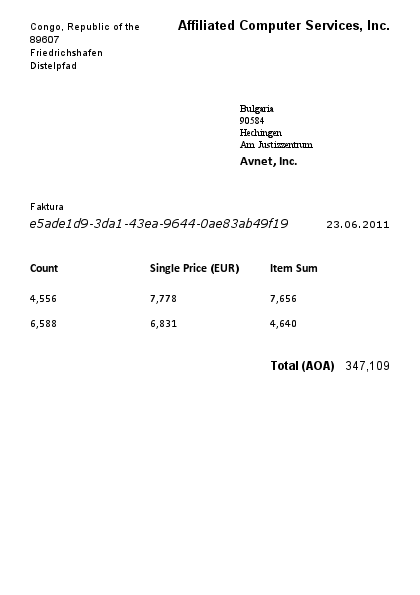 Congo, Republic of the
89607
Friedrichshafen
Distelpfad
Affiliated Computer Services, Inc.
Bulgaria
90584
Hechingen
Am Justizzentrum
Avnet, Inc.
Faktura
e5ade1d9-3da1-43ea-9644-0ae83ab49f19 23.06.2011
Count Single Price (EUR) Item Sum
4,556 7,778 7,656
6,588 6,831 4,640
Total (AOA) 347,109